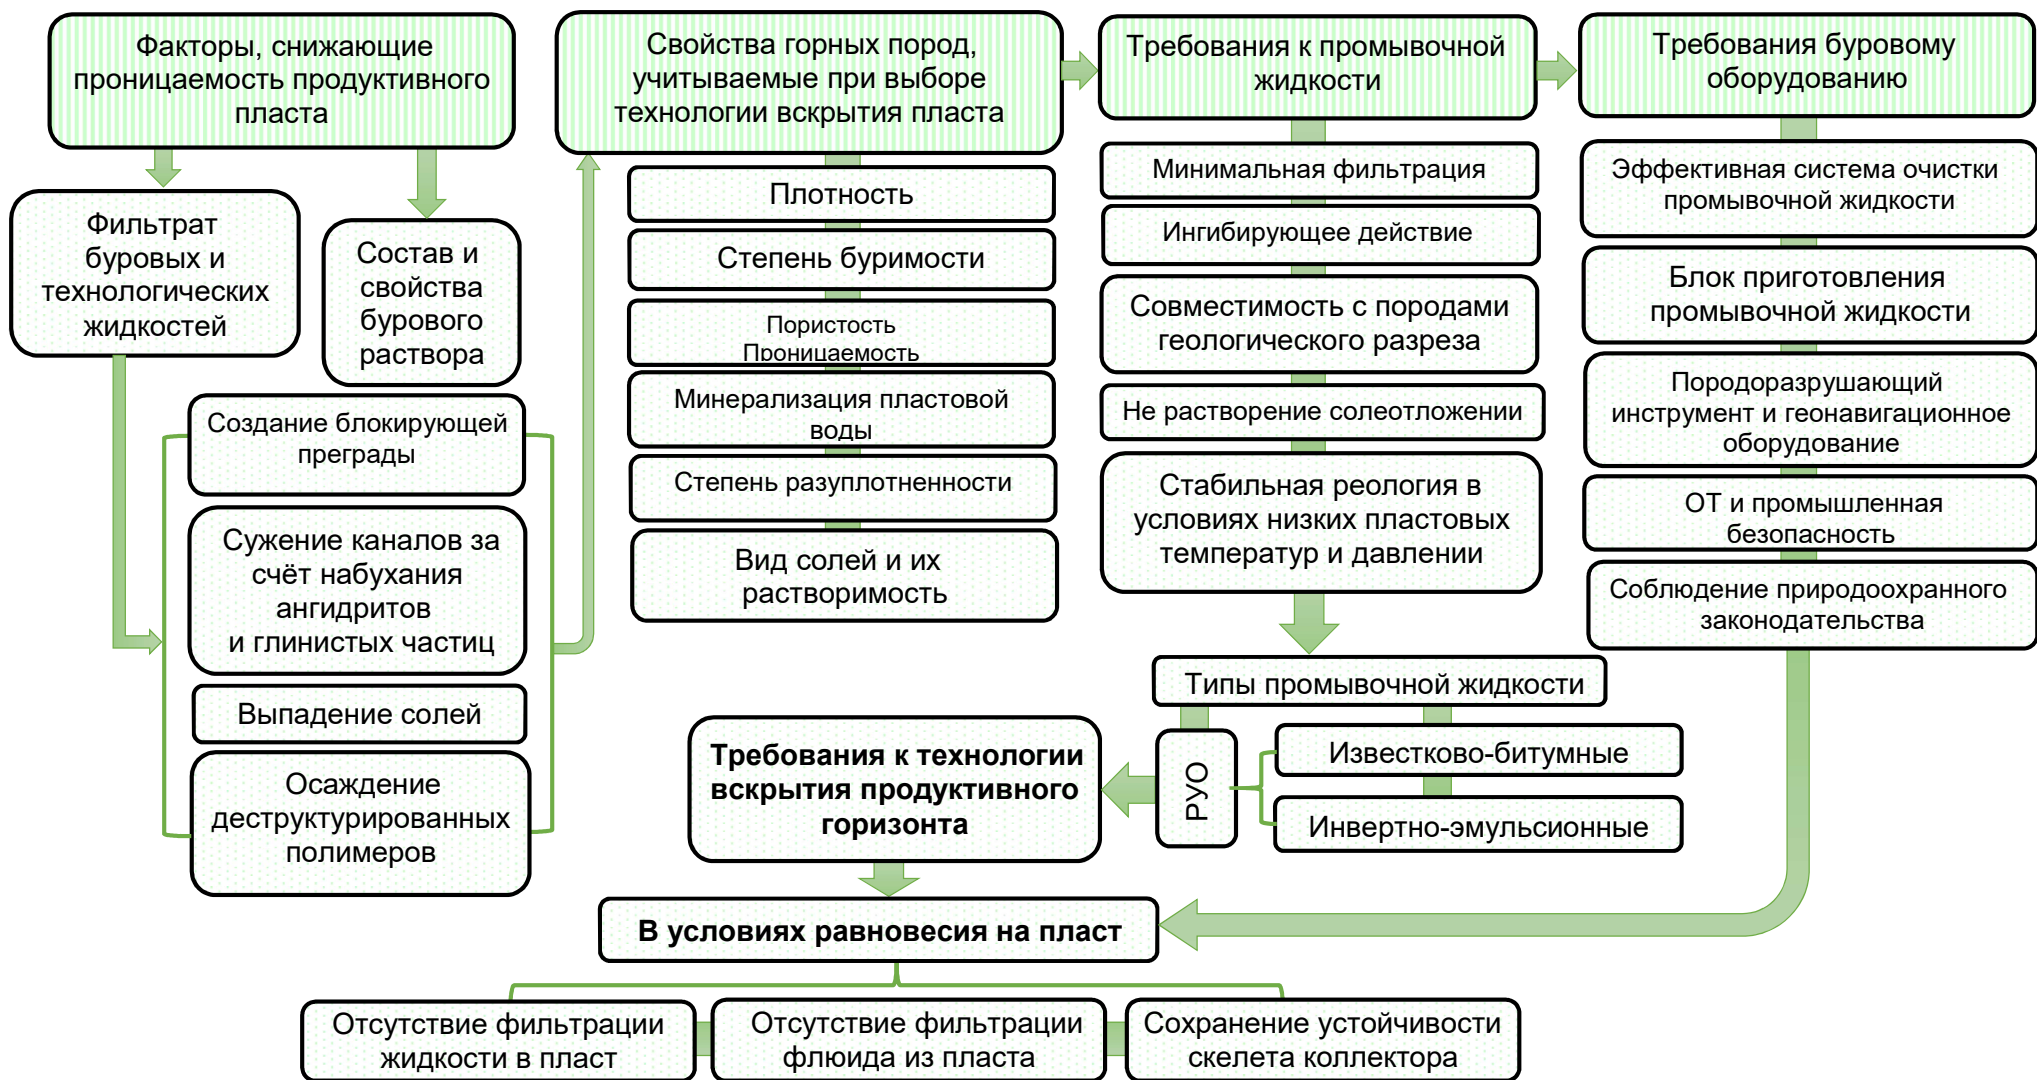 Факторы, снижающие
проницаемость продуктивного
пласта
Фильтрат
буровых и
технологических
жидкостей
Состав и
свойства
бурового
раствора
Создание блокирующей
преграды
Сужение каналов за
счёт набухания
ангидритов
и глинистых частиц
Выпадение солей
Осаждение
деструктурированных
полимеров
Свойства горных пород,
учитываемые при выборе
технологии вскрытия пласта
Плотность
Степень буримости
Пористость
Проницаемость
Минерализация пластовой
воды
Степень разуплотненности
Вид солей и их
растворимость
Требования к промывочной
жидкости
Минимальная фильтрация
Ингибирующее действие
Совместимость с породами
геологического разреза
Не растворение солеотложении
Стабильная реология в
условиях низких пластовых
температур и давлении
Типы промывочной жидкости
РУО
Известково-битумные
Инвертно-эмульсионные
Требования буровому
оборудованию
Эффективная система очистки
промывочной жидкости
Блок приготовления
промывочной жидкости
Породоразрушающий
инструмент и геонавигационное
оборудование
ОТ и промышленная
безопасность
Соблюдение природоохранного
законодательства
Требования к технологии
вскрытия продуктивного
горизонта
В условиях равновесия на пласт
Отсутствие фильтрации
жидкости в пласт
Отсутствие фильтрации
флюида из пласта
Сохранение устойчивости
скелета коллектора